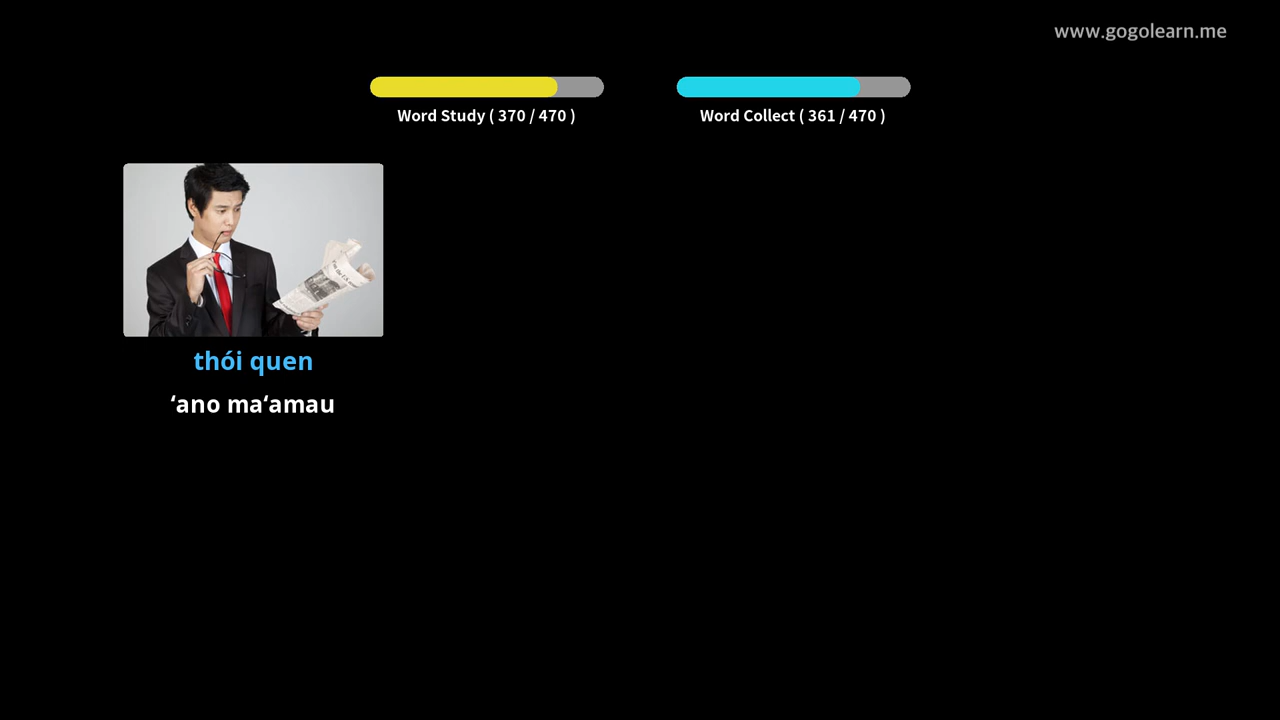 www.gogolearn.me
Word Study ( 370 / 470 )
Word Collect ( 361 / 470 )
thói quen
ʻano maʻamau